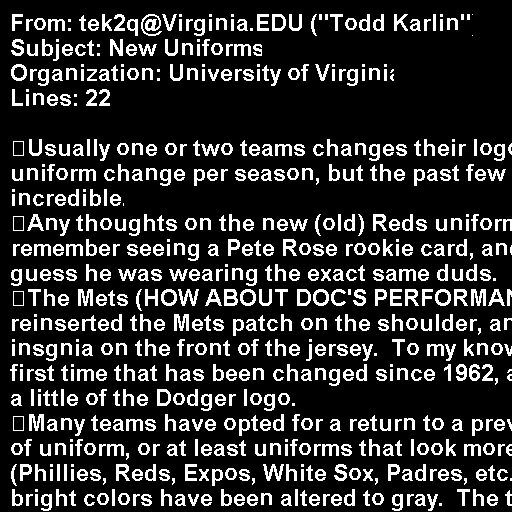 From: tek2q@Virginia.EDU ("Todd Karlin"
Subject: New Uniforms
Organization: University of Virginia
Lines: 22

Usually one or two teams changes their logo
uniform change per season, but the past few
incredible.
Any thoughts on the new (old) Reds uniform
remember seeing a Pete Rose rookie card, and
guess he was wearing the exact same duds.
The Mets (HOW ABOUT DOC'S PERFORMAN
reinserted the Mets patch on the shoulder, an
insgnia on the front of the jersey.  To my know
first time that has been changed since 1962, a
a little of the Dodger logo.
Many teams have opted for a return to a prev
of uniform, or at least uniforms that look more
(Phillies, Reds, Expos, White Sox, Padres, etc.
bright colors have been altered to gray.  The t